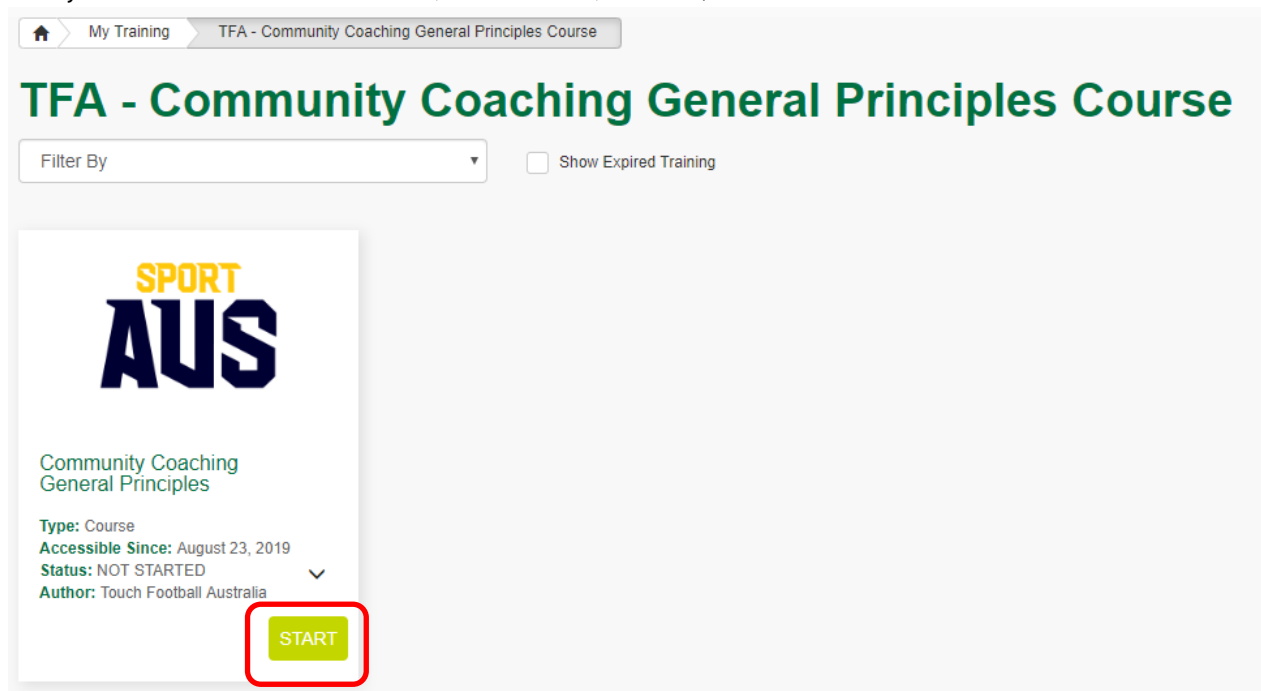 My Training TFA - Community Coaching General Principles Course
TFA - Community Coaching General Principles Course
Filter By Show Expired Training
SPORT
AUS
Community Coaching
General Principles
Type: Course
Accessible Since: August 23, 2019
Status: NOT STARTED
Author: Touch Football Australia
START